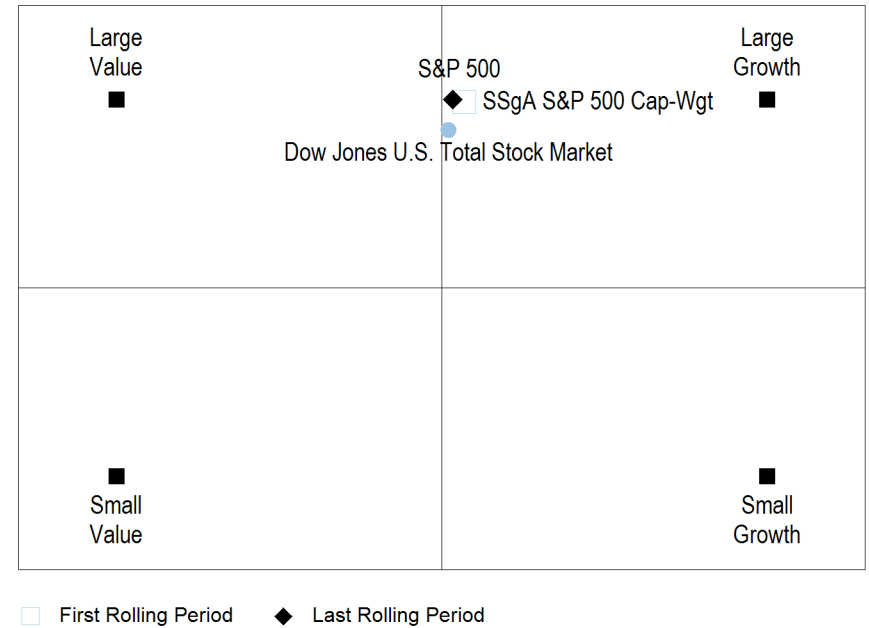 Large
Value
Large
Growth
S&P 500
SSgA S&P 500 Cap-Wgt
Dow Jones U.S. Total Stock Market
Small
Value
Small
Growth
First Rolling Period
Last Rolling Period